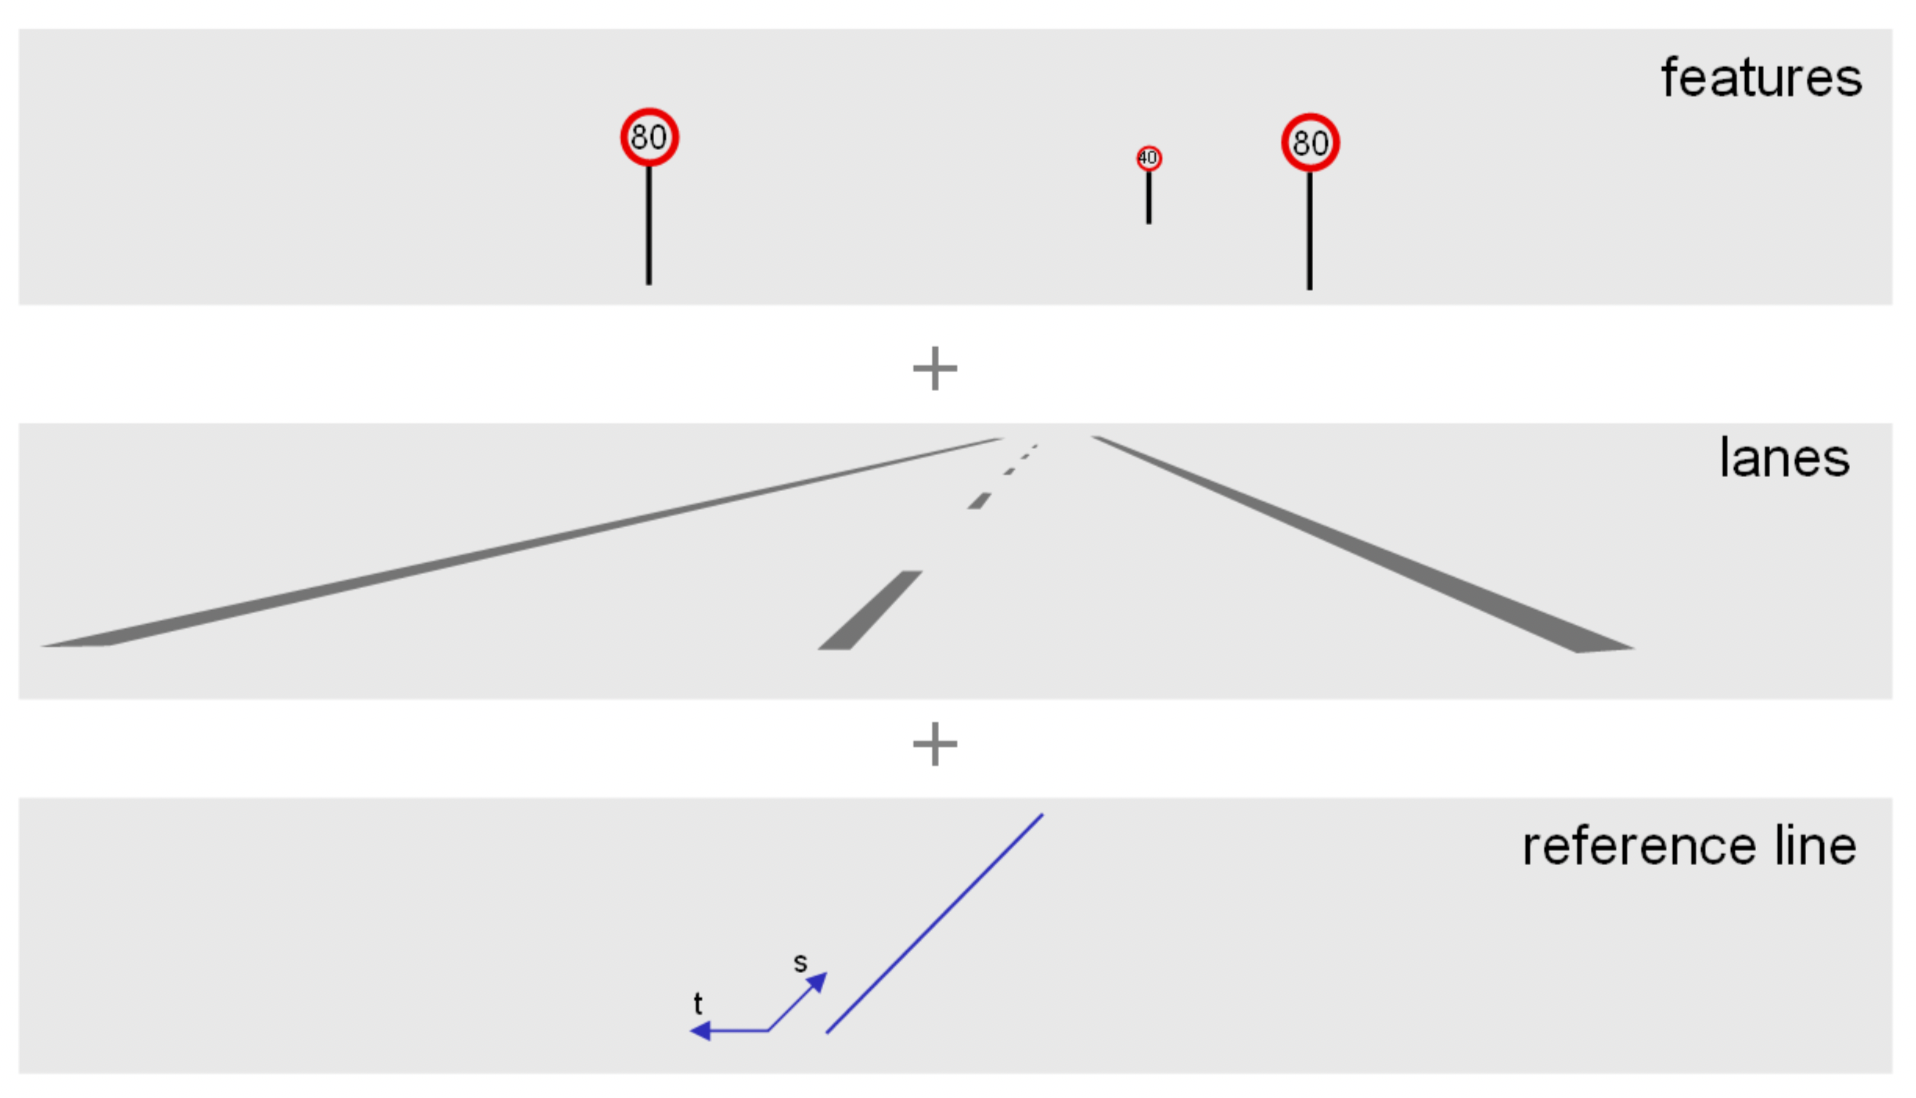 features
80
40
80
+
lanes
+
reference line
s
t